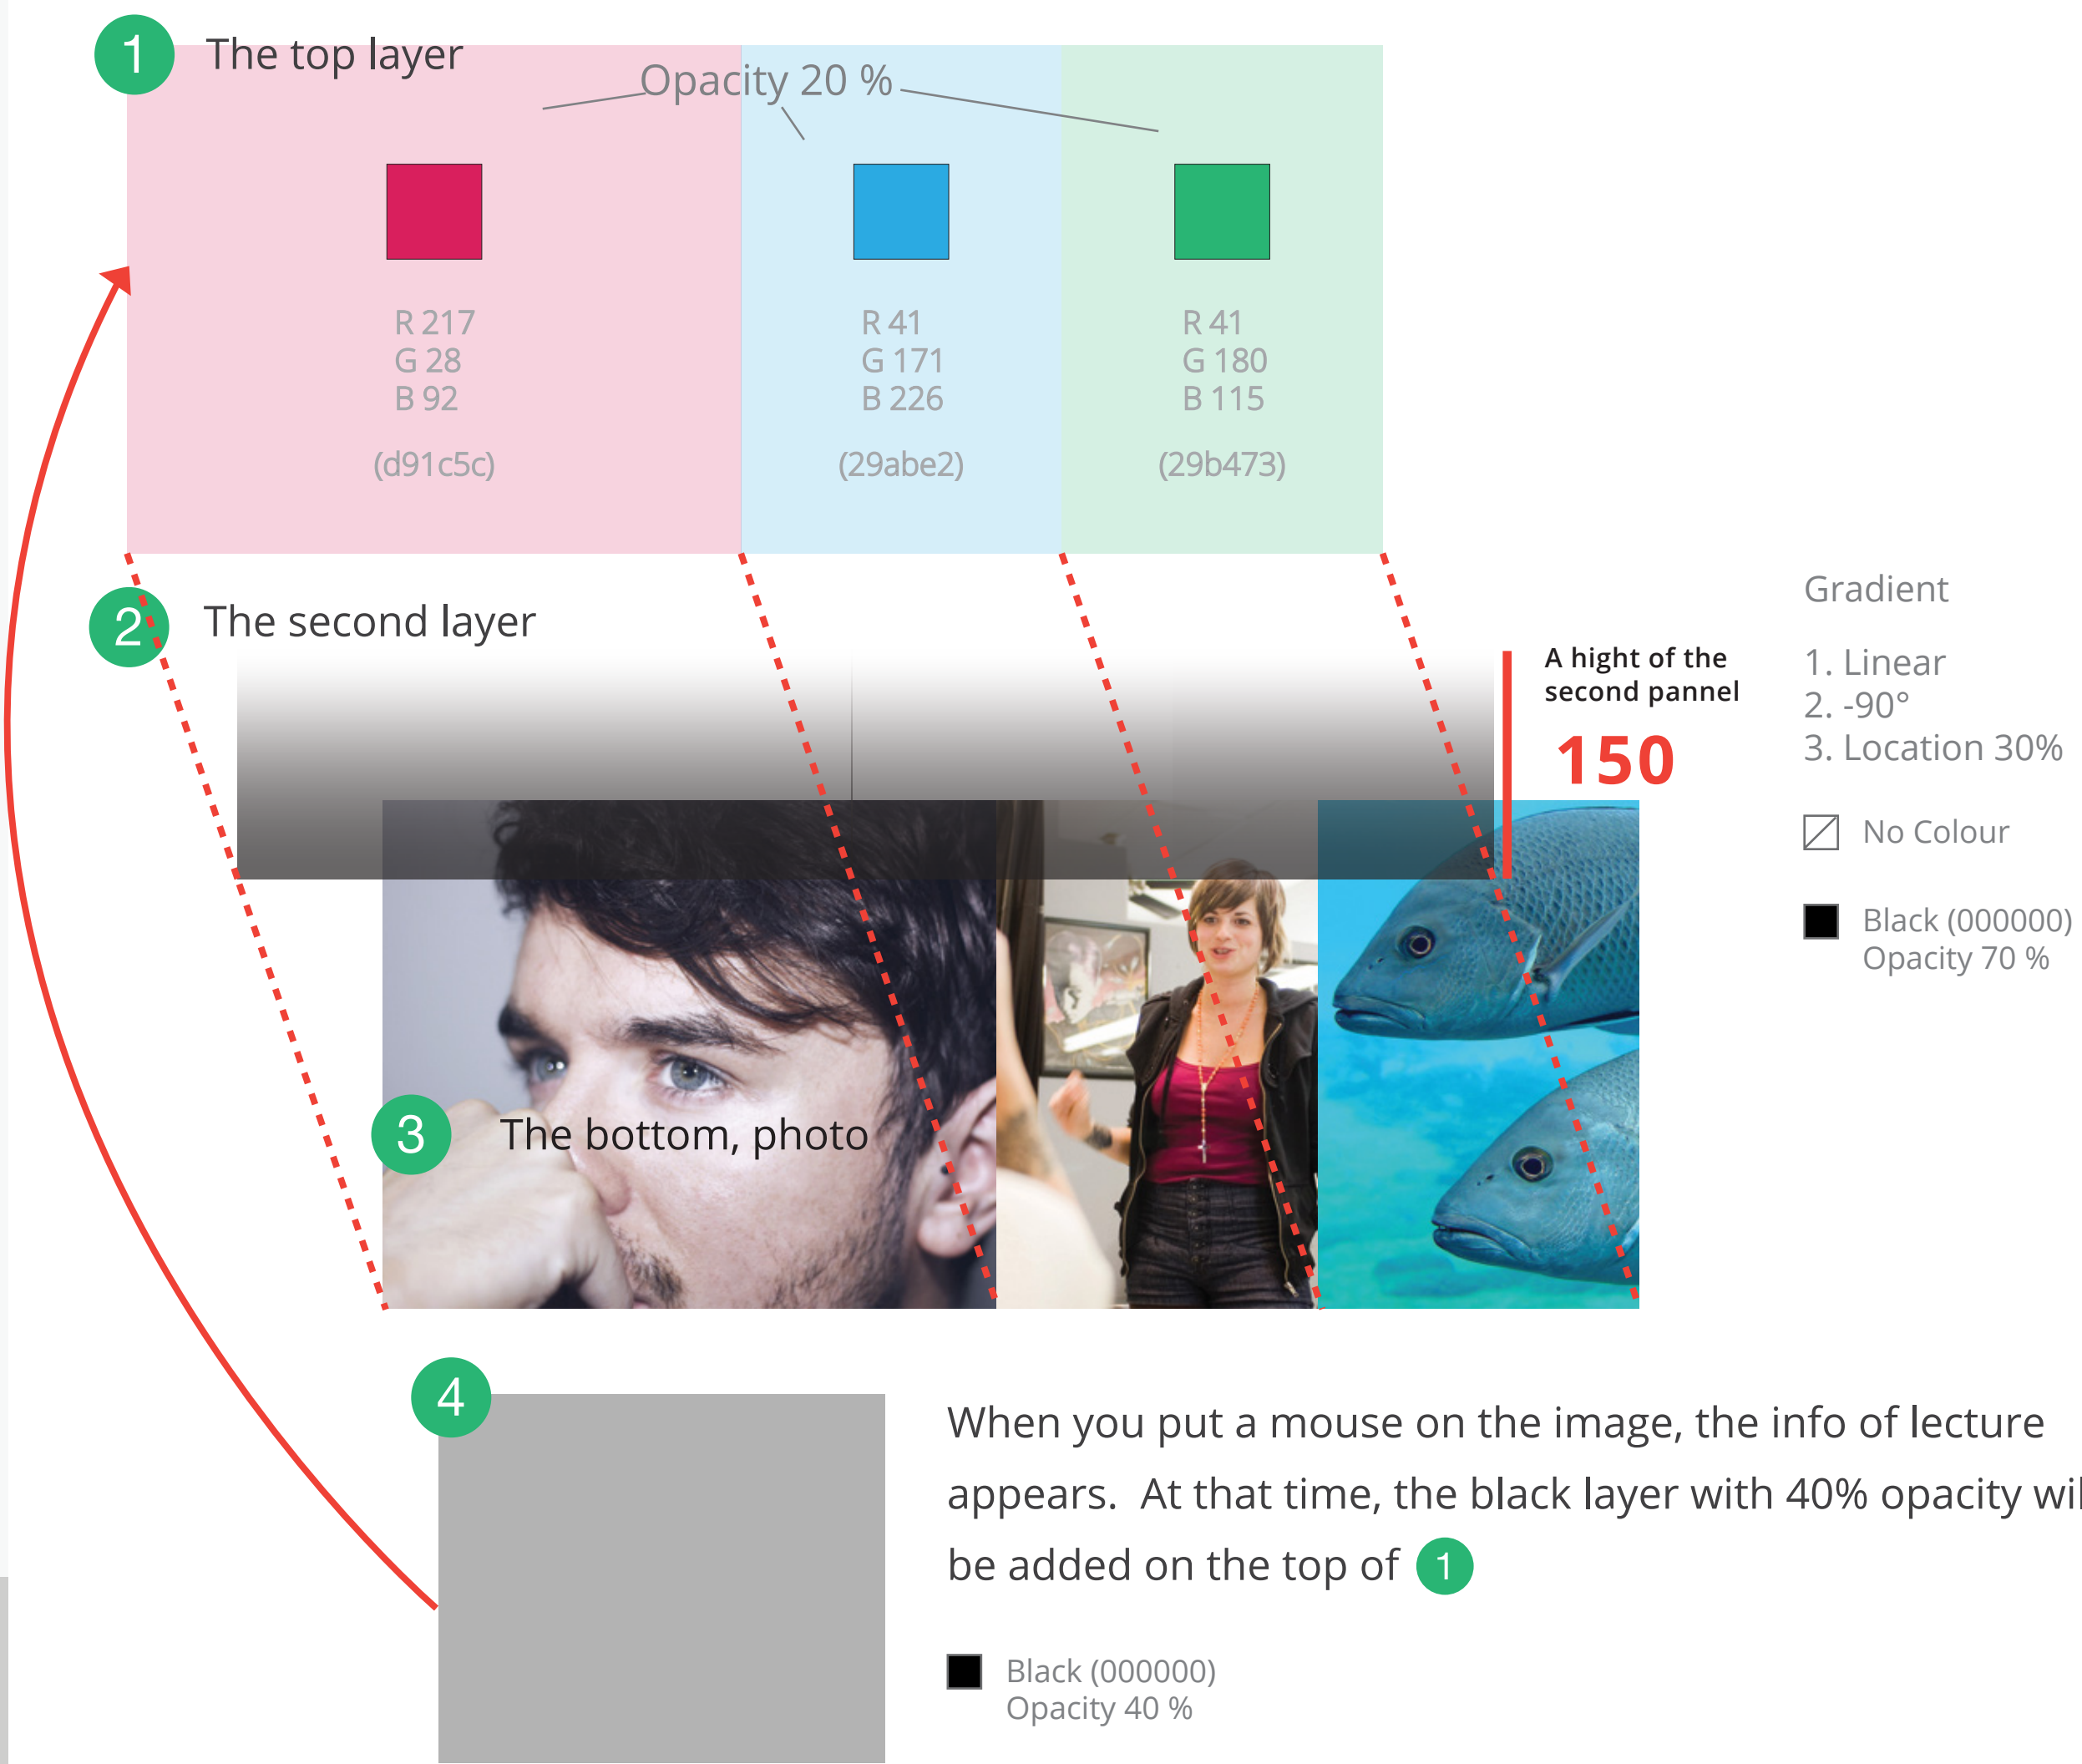 1
The top layer
Opacity 20 %
R 217
G 28
B 92
(d91c5c)
R 41
G 171
B 226
(29abe2)
R 41
G 180
B 115
(29b473)
2
The second layer
A hight of the
second pannel
150
Gradient
1. Linear
2. -90°
3. Location 30%
No Colour
Black (000000)
Opacity 70 %
3
The bottom, photo
4
When you put a mouse on the image, the info of lecture
appears.  At that time, the black layer with 40% opacity wil
be added on the top of 1
Black (000000)
Opacity 40 %